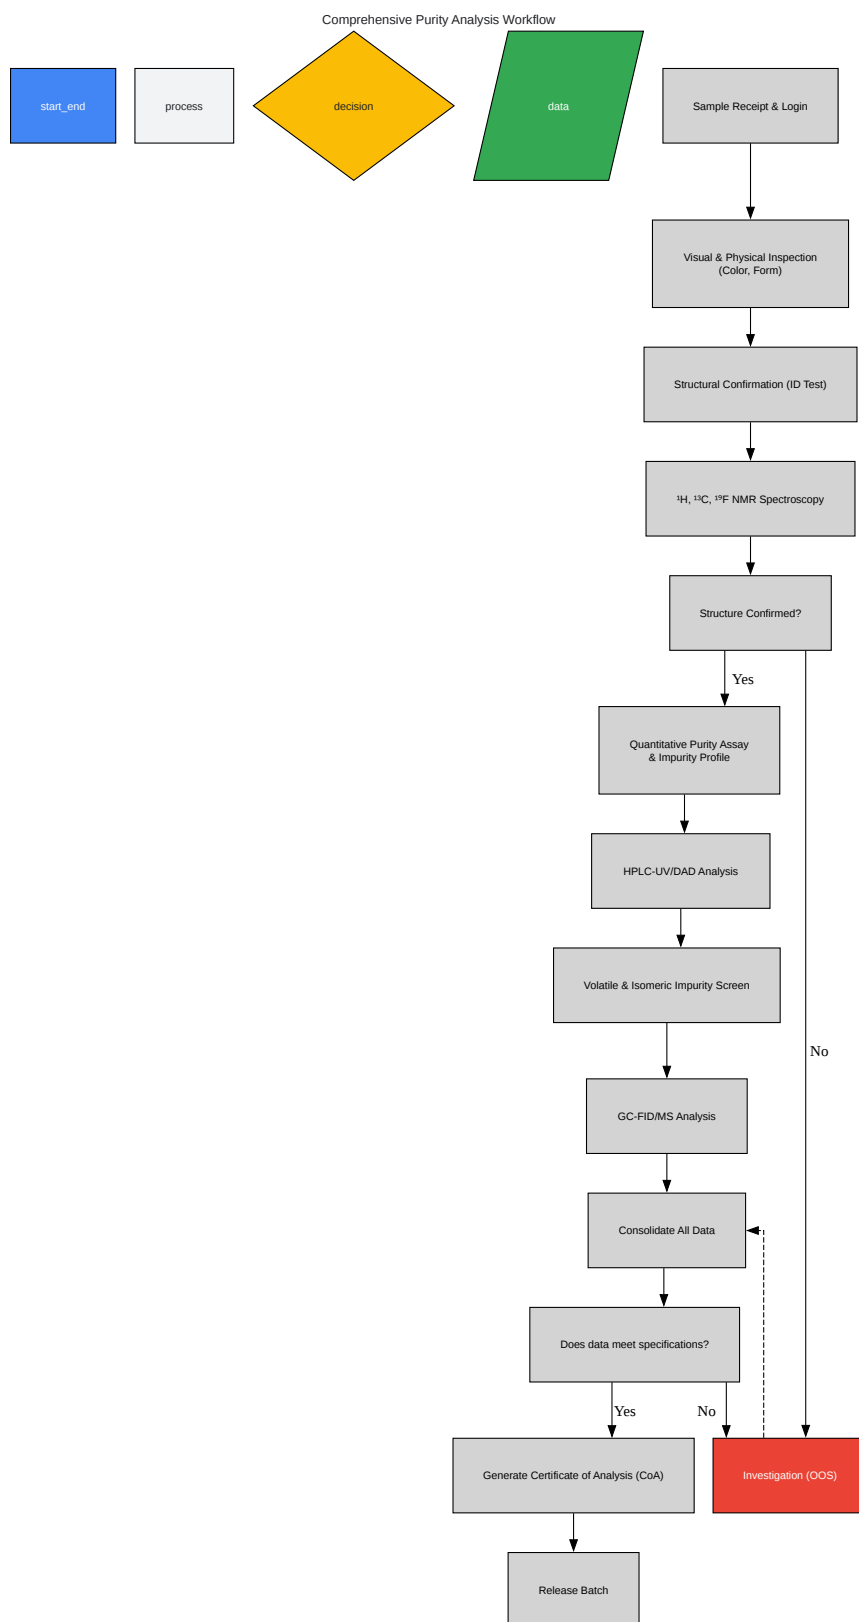 Comprehensive Purity Analysis Workflow
start_end
process
decision
data
Sample Receipt & Login
Visual & Physical Inspection
(Color, Form)
Structural Confirmation (ID Test)
¹H, ¹³C, ¹⁹F NMR Spectroscopy
Structure Confirmed?
Yes
Quantitative Purity Assay
& Impurity Profile
HPLC-UV/DAD Analysis
Volatile & Isomeric Impurity Screen
No
GC-FID/MS Analysis
Consolidate All Data
Does data meet specifications?
Yes
No
Generate Certificate of Analysis (CoA)
Investigation (OOS)
Release Batch